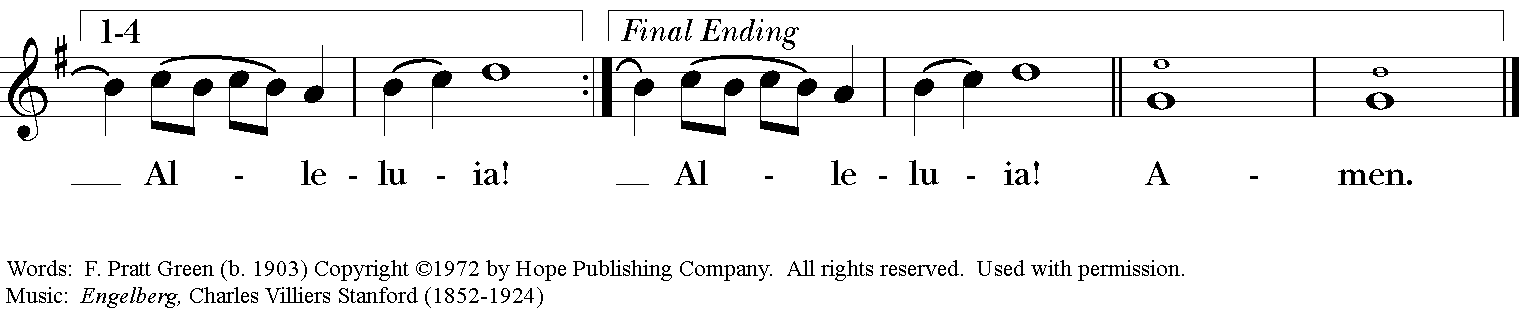 1-4 Final Ending
Al - le - lu - ia! Al - le - lu - ia! A - men.
Words: F. Pratt Green (b. 1903) Copyright ©1972 by Hope Publishing Company. All rights reserved. Used with permission.
Music: Engelberg, Charles Villiers Stanford (1852-1924)